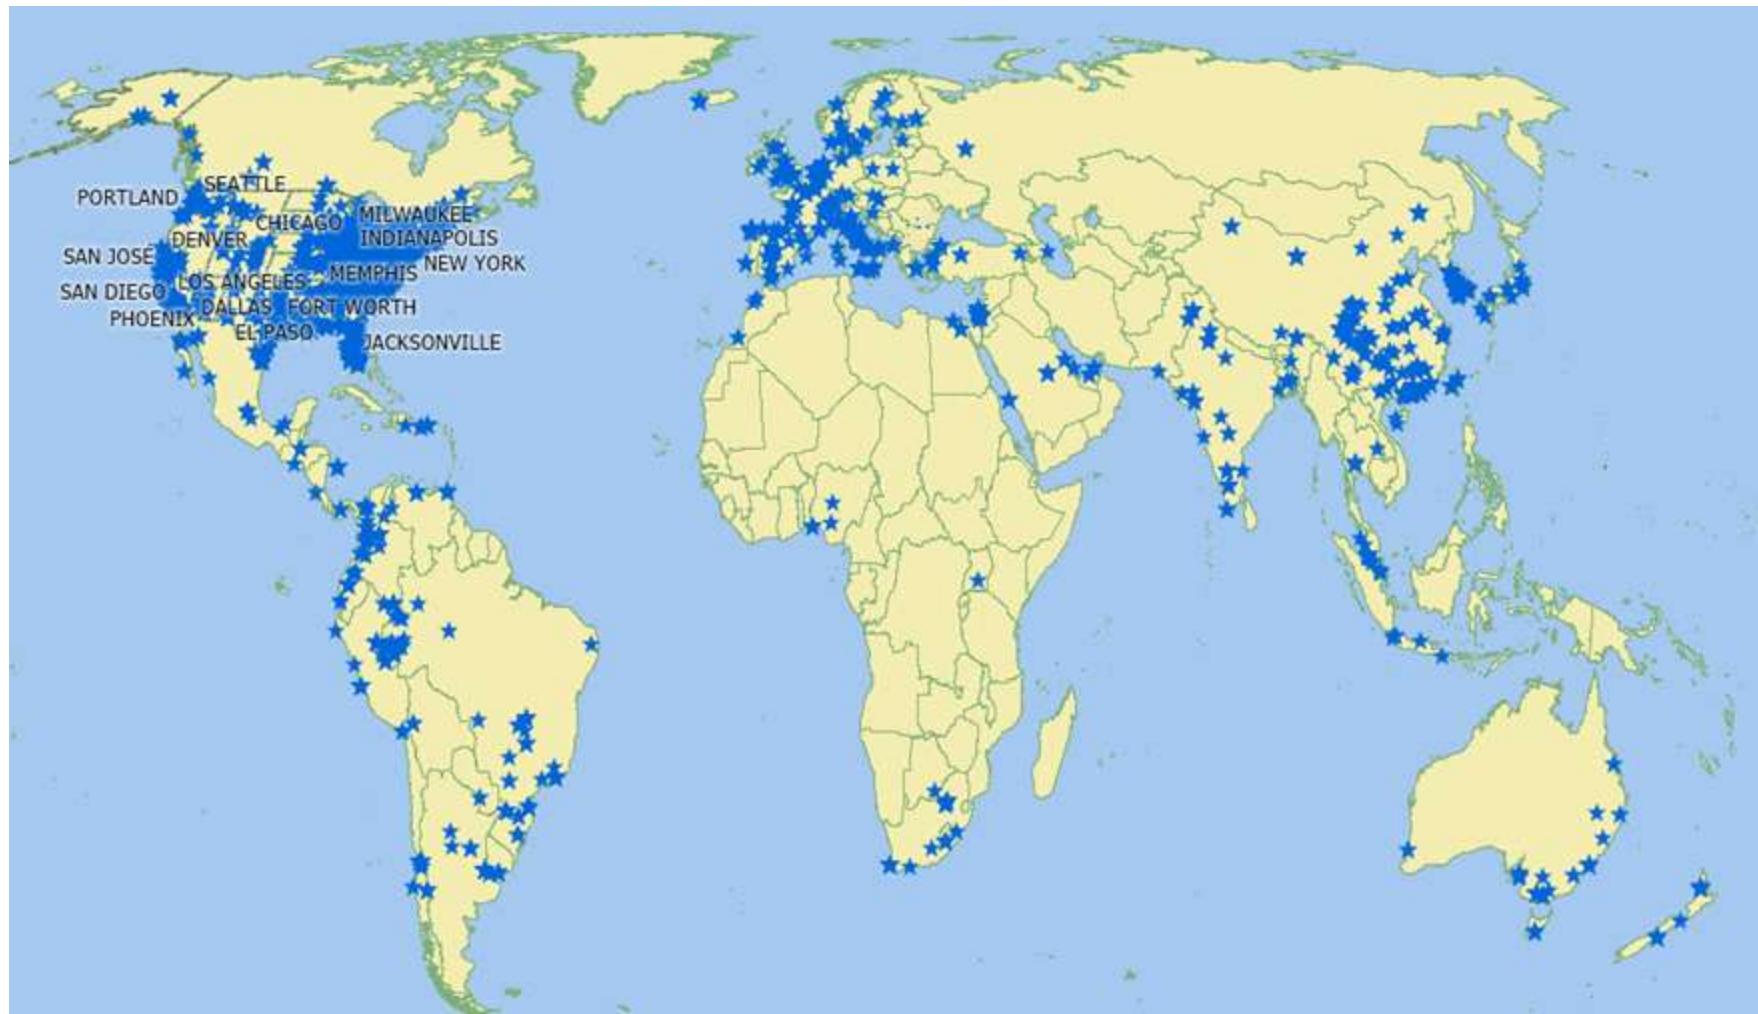 SEATTLE
PORTLAND
MILWAUKEE
CHICAGO
DENVER
INDIANAPOLIS
SAN JOSE
NEW YORK
MEMPHIS
LOS ANGELES
SAN DIEGO
DALLAS FORT WORTH
PHOENIX
EL PASO
JACKSONVILLE